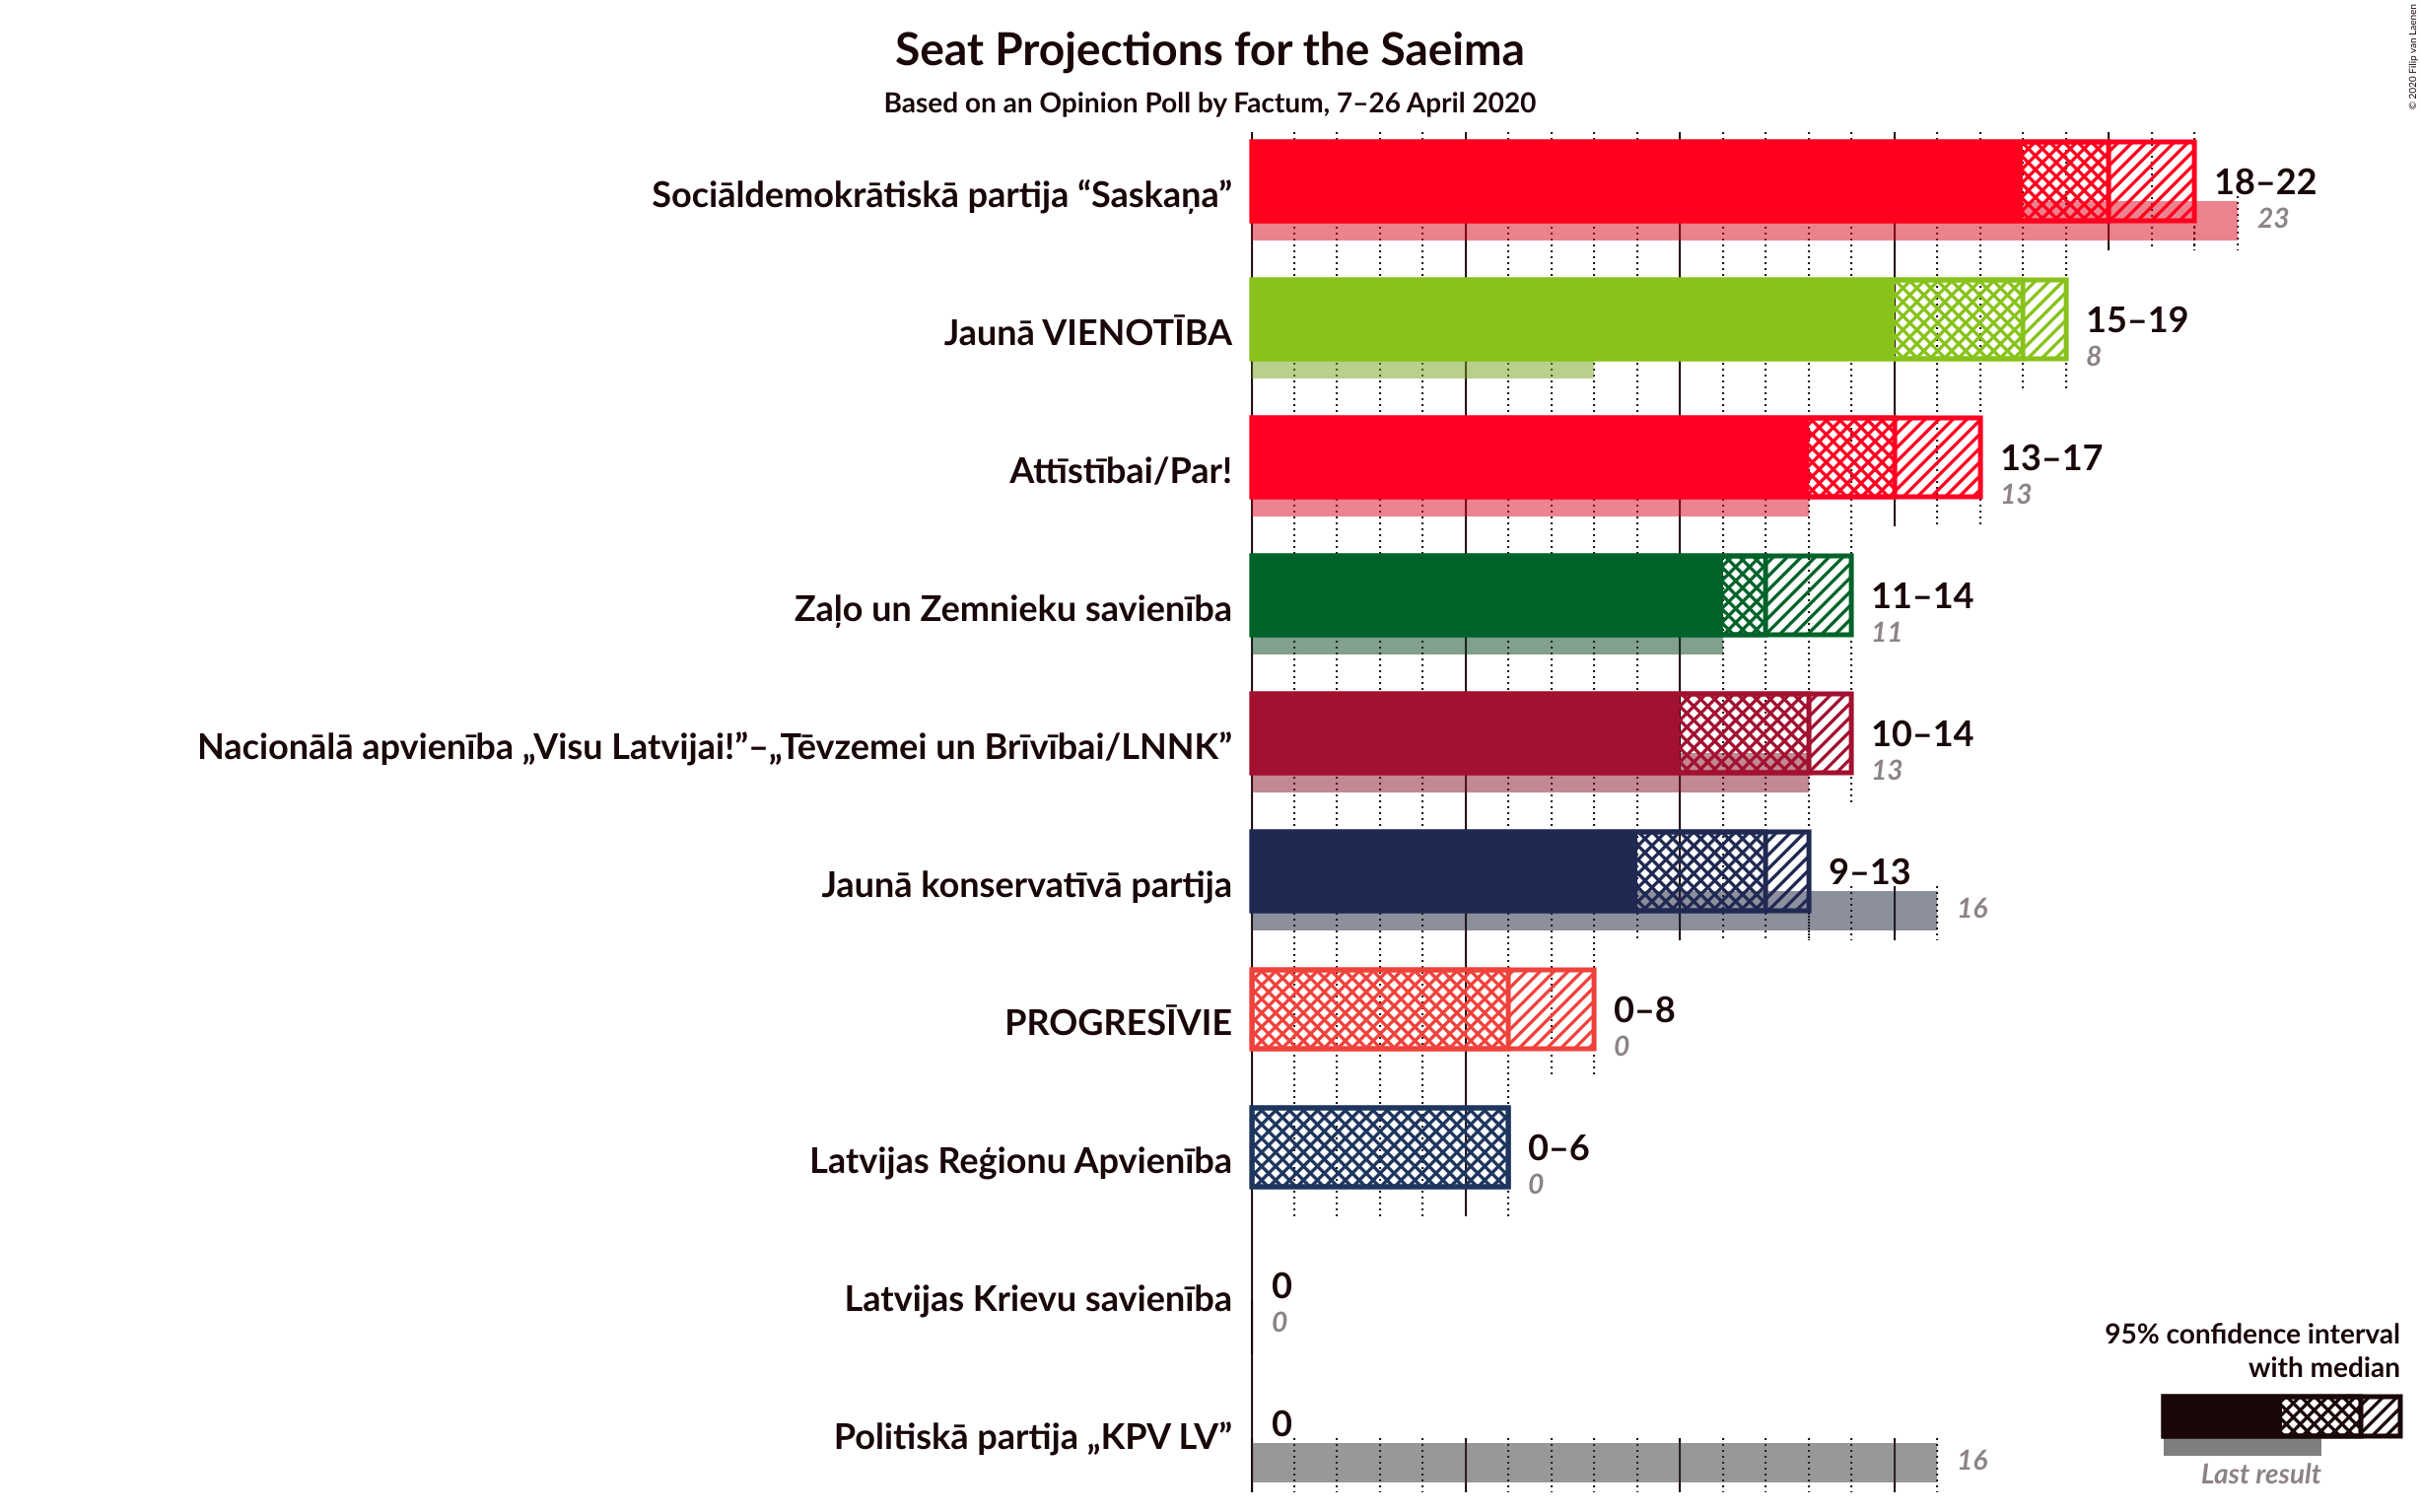 Seat Projections for the Saeima
Based on an Opinion Poll by Factum, 7–26 April 2020
© 2020 Filip van Laenen
Sociāldemokrātiskā partija “Saskaņa”
18–22
23
Jaunā VIENOTĪBA
15–19
8
Attīstībai/Par!
13–17
13
Zaļo un Zemnieku savienība
11–14
11
Nacionālā apvienība „Visu Latvijai!”–„Tēvzemei un Brīvībai/LNNK”
10–14
13
Jaunā konservatīvā partija
9–13
16
PROGRESĪVIE
0–8
0
Latvijas Reģionu Apvienība
0–6
0
Latvijas Krievu savienība
0
0
Politiskā partija „KPV LV”
0
16
95% confidence interval
with median
Last result